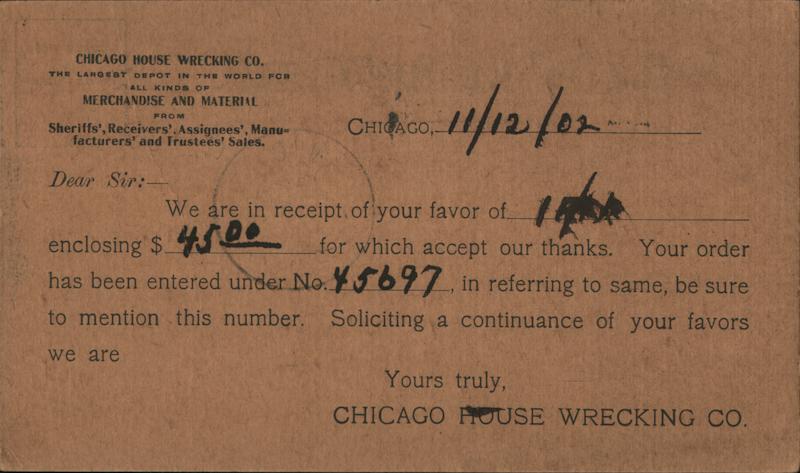 CHICAGO HOUSE WRECKING CO.
THE LARGEST DEPOT IN THE WORLD FOR
ALL KINDS OF
MERCHANDISE AND MATERIAL
FROM
Sheriffs', Receivers', Assignees', Manu-
facturers' and Trustees' Sales.
CHICAGO, 11/12/02
Dear Sir:—
We are in receipt of your favor of
enclosing $ 45 00 for which accept our thanks. Your order
has been entered under No. 45697, in referring to same, be sure
to mention this number. Soliciting a continuance of your favors
we are
Yours truly,
CHICAGO HOUSE WRECKING CO.